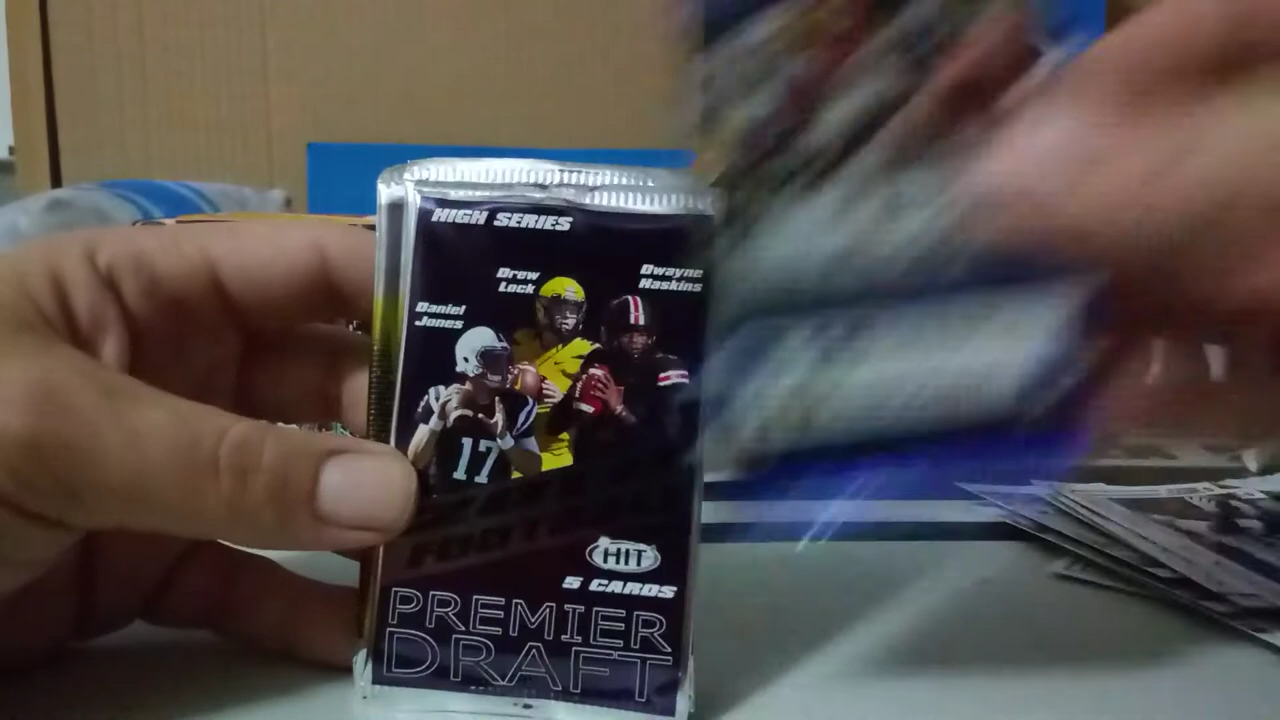 HIGH SERIES
Drew
Lock
Dwayne
Haskins
Daniel
Jones
17
HIT
5 CARDS
PREMIER
DRAFT